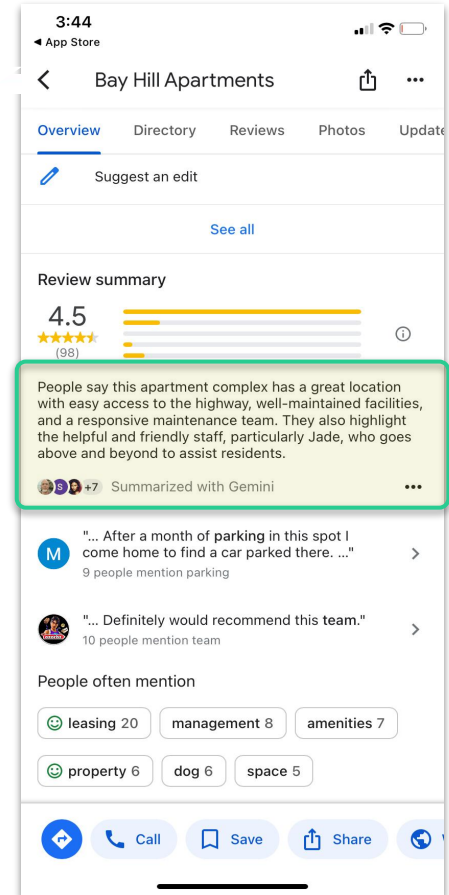 3:44
◀ App Store
Bay Hill Apartments
Overview Directory Reviews Photos Update
Suggest an edit
See all
Review summary
4.5
(98)
People say this apartment complex has a great location
with easy access to the highway, well-maintained facilities,
and a responsive maintenance team. They also highlight
the helpful and friendly staff, particularly Jade, who goes
above and beyond to assist residents.
S +7 Summarized with Gemini
"... After a month of parking in this spot I
M come home to find a car parked there. ..."
9 people mention parking
"... Definitely would recommend this team."
10 people mention team
People often mention
leasing 20 management 8 amenities 7
property 6 dog 6 space 5
Call Save Share